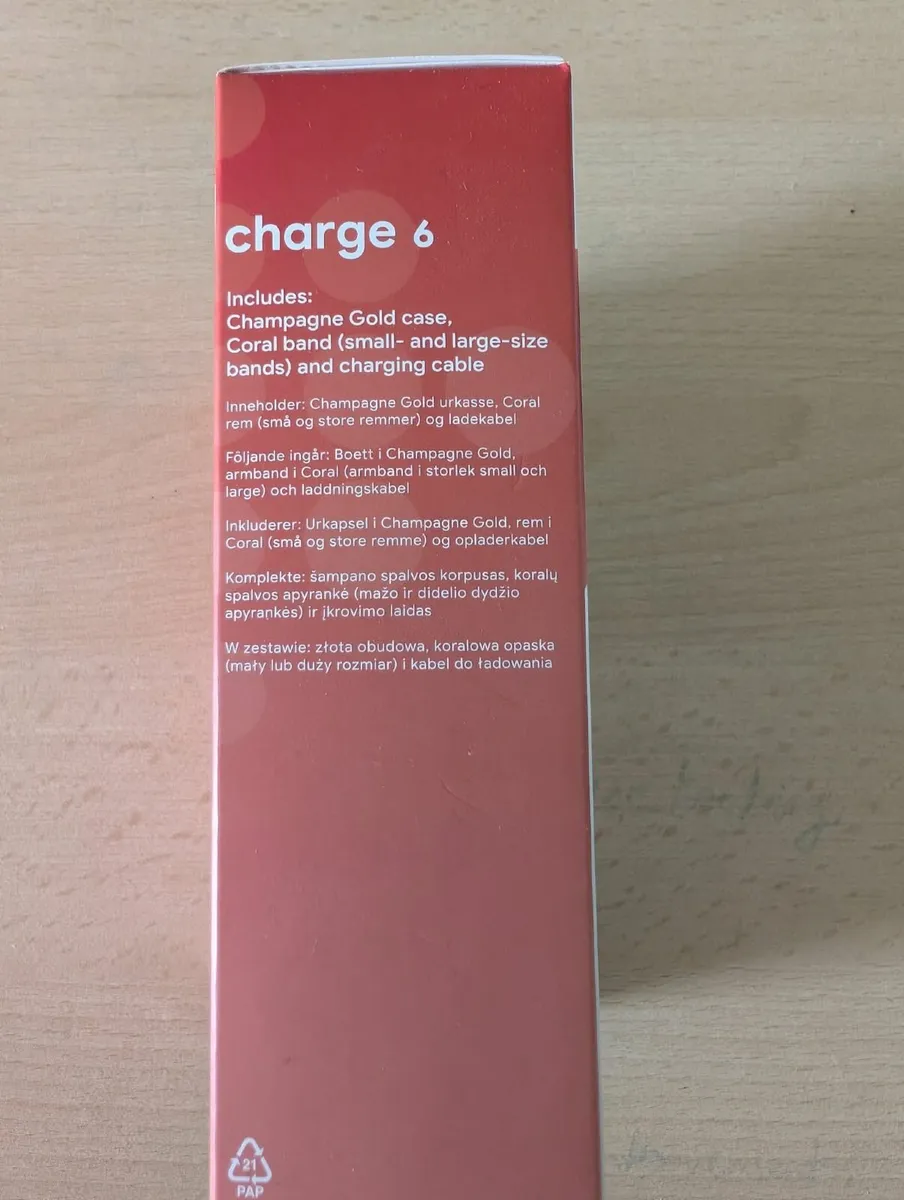 charge 6
Includes:
Champagne Gold case,
Coral band (small- and large-size
bands) and charging cable
Inneholder: Champagne Gold urkasse, Coral
rem (små og store remmer) og ladekabel
Följande ingår: Boett i Champagne Gold,
armband i Coral (armband i storlek small och
large) och laddningskabel
Inkluderer: Urkapsel i Champagne Gold, rem i
Coral (små og store remme) og opladerkabel
Komplekte: šampano spalvos korpusas, koralų
spalvos apyrankė (mažo ir didelio dydžio
apyrankės) ir įkrovimo laidas
W zestawie: złota obudowa, koralowa opaska
(mały lub duży rozmiar) i kabel do ładowania
21
PAP